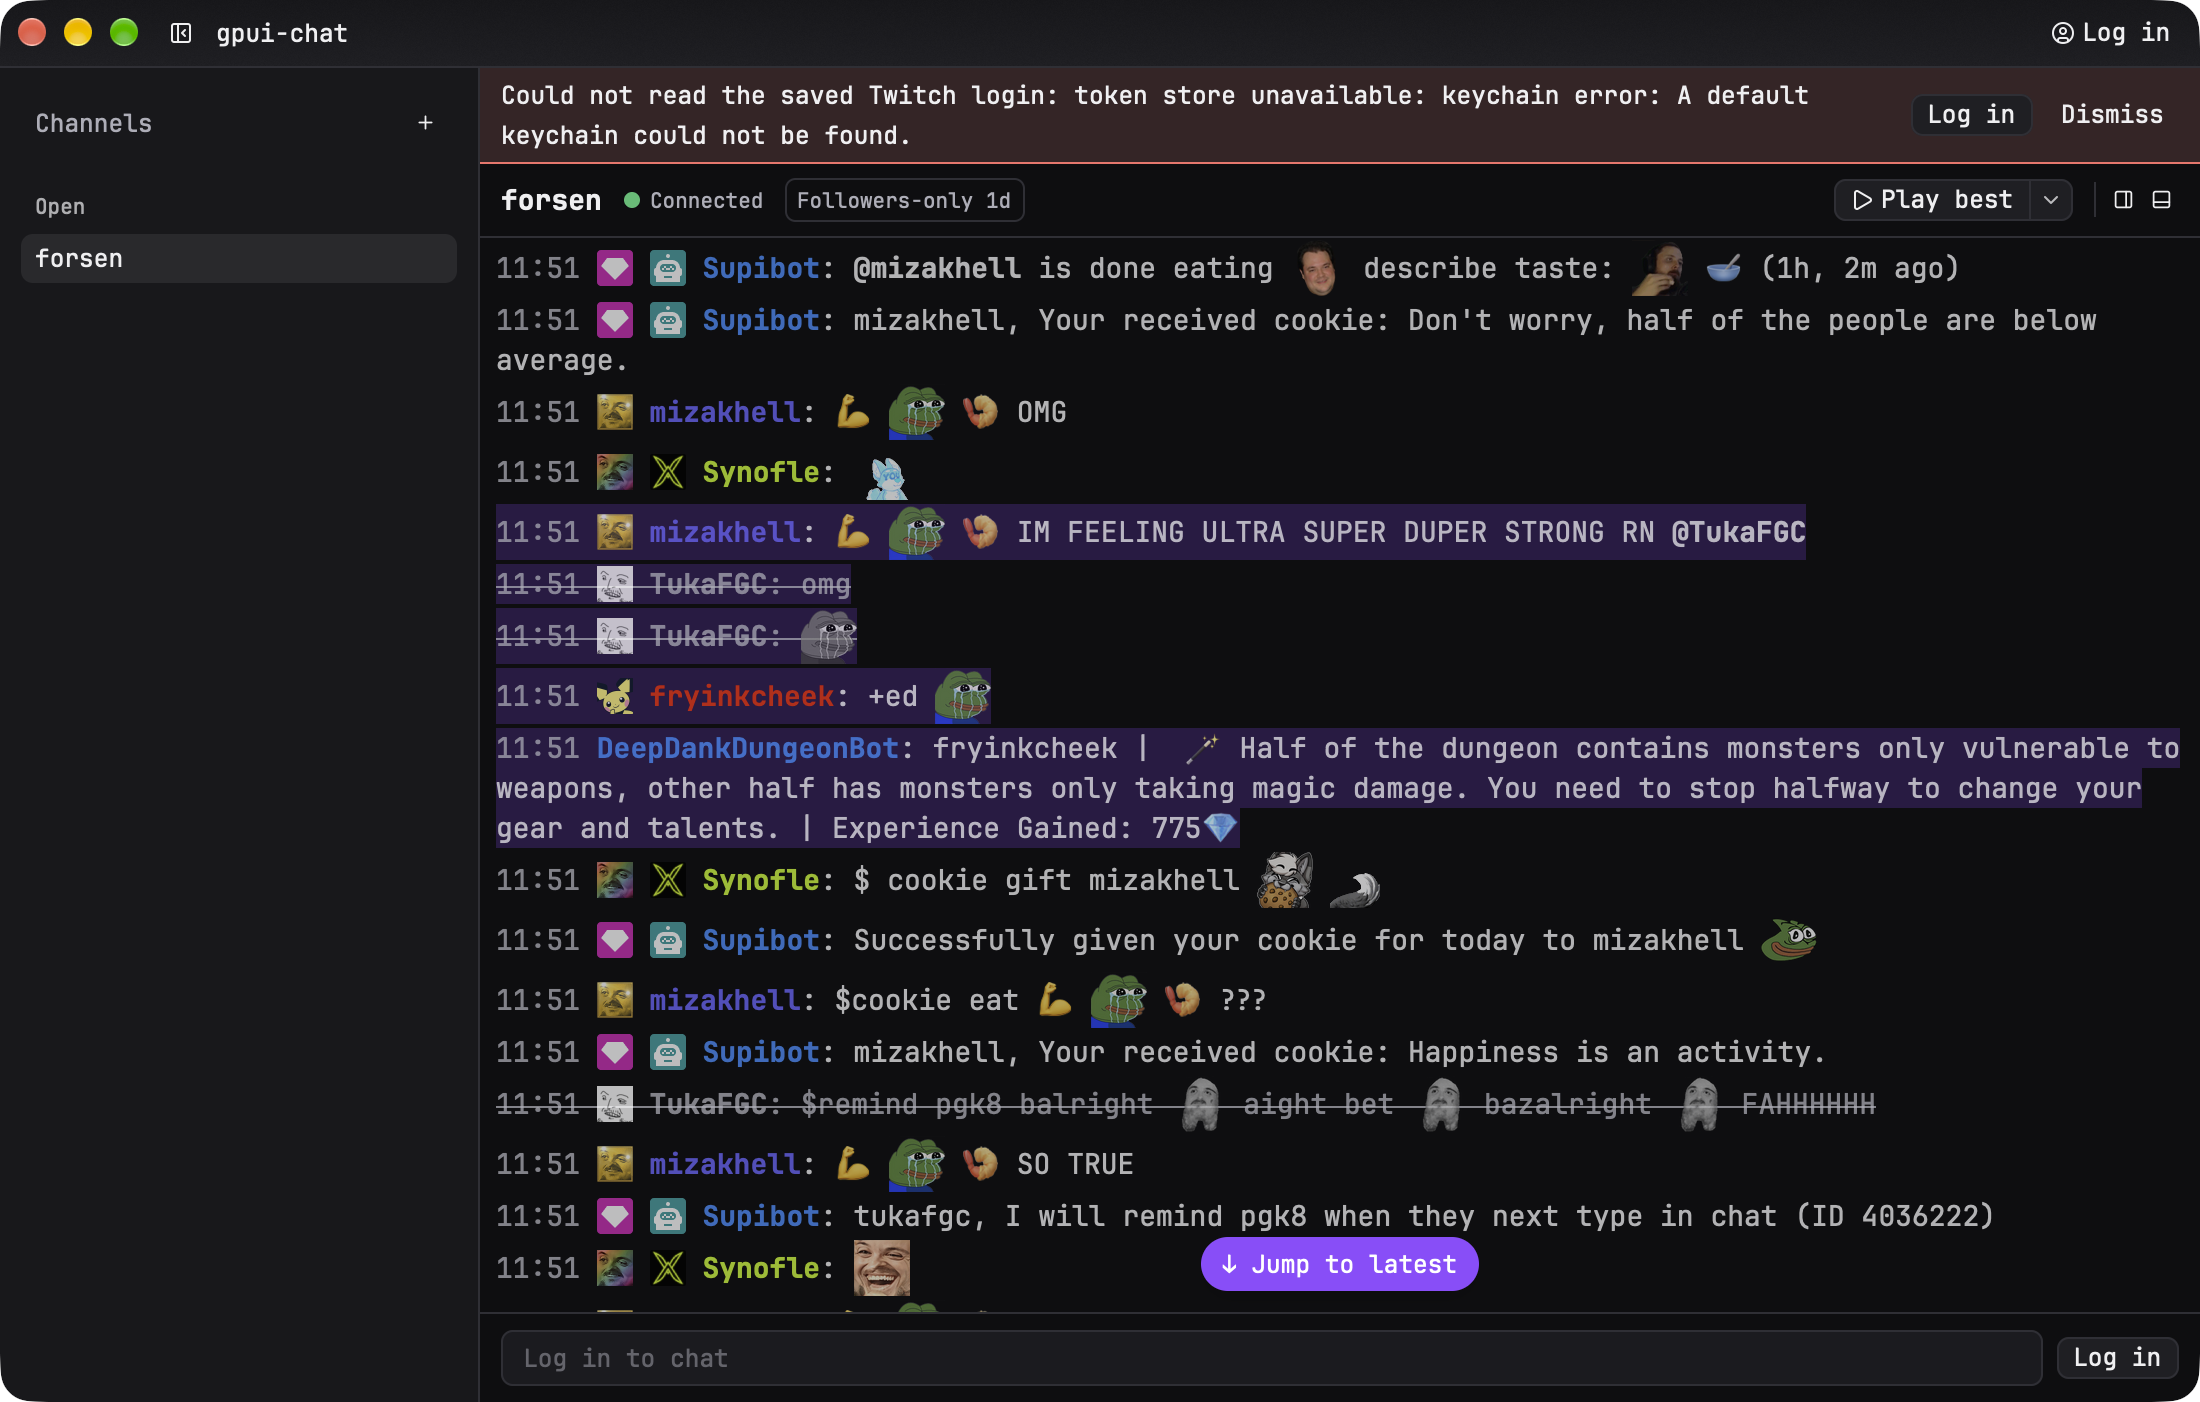 gpui-chat
Log in
Channels
+
Open
forsen
Could not read the saved Twitch login: token store unavailable: keychain error: A default
keychain could not be found.
Log in
Dismiss
forsen
Connected
Followers-only 1d
Play best
11:51 Supibot: @mizakhell is done eating describe taste: (1h, 2m ago)
11:51 Supibot: mizakhell, Your received cookie: Don't worry, half of the people are below
average.
11:51 mizakhell: 💪 🦐 OMG
11:51 Synofle:
11:51 mizakhell: 💪 🦐 IM FEELING ULTRA SUPER DUPER STRONG RN @TukaFGC
11:51 TukaFGC: omg
11:51 TukaFGC:
11:51 fryinkcheek: +ed
11:51 DeepDankDungeonBot: fryinkcheek | 🪄 Half of the dungeon contains monsters only vulnerable to
weapons, other half has monsters only taking magic damage. You need to stop halfway to change your
gear and talents. | Experience Gained: 775💎
11:51 Synofle: $ cookie gift mizakhell
11:51 Supibot: Successfully given your cookie for today to mizakhell
11:51 mizakhell: $cookie eat 💪 🦐 ???
11:51 Supibot: mizakhell, Your received cookie: Happiness is an activity.
11:51 TukaFGC: $remind pgk8 balright aight bet bazalright FAHHHHHH
11:51 mizakhell: 💪 🦐 SO TRUE
11:51 Supibot: tukafgc, I will remind pgk8 when they next type in chat (ID 4036222)
11:51 Synofle:
↓ Jump to latest
Log in to chat
Log in